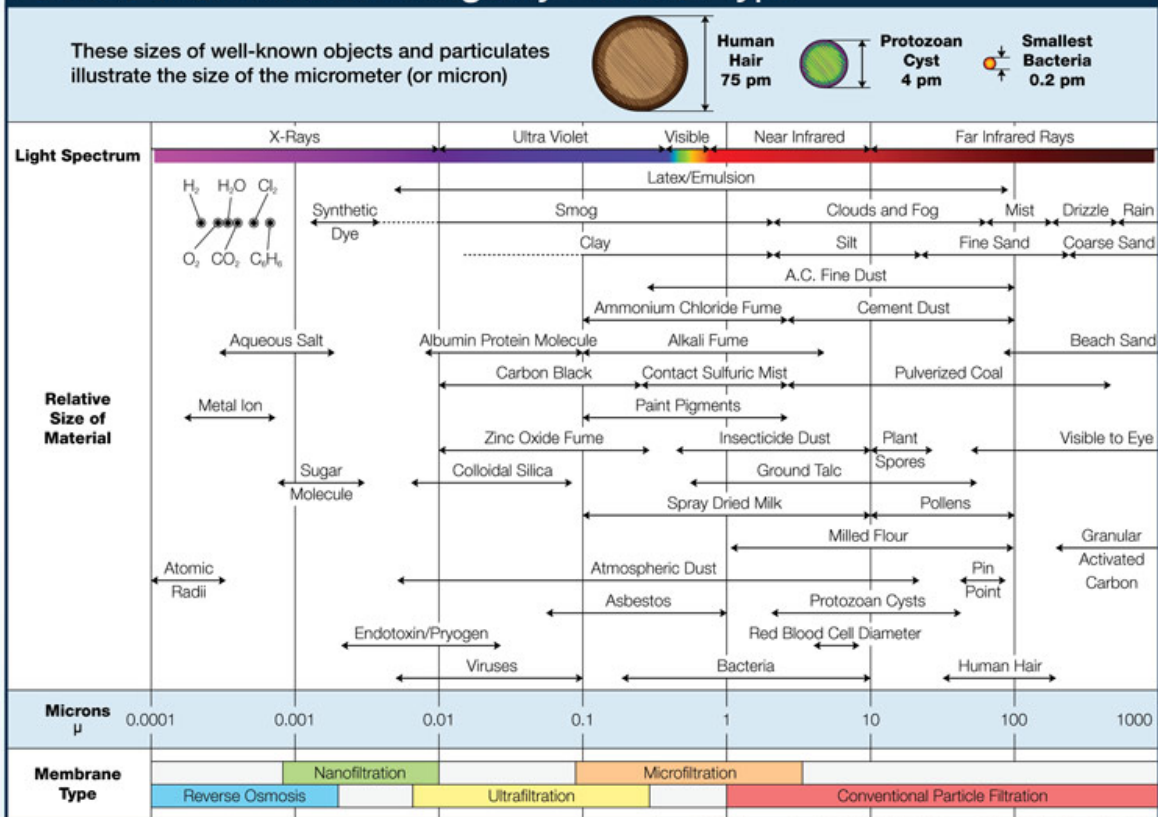 These sizes of well-known objects and particulates
illustrate the size of the micrometer (or micron)
Human
Hair
75 pm
Protozoan
Cyst
4 pm
Smallest
Bacteria
0.2 pm
Light Spectrum
X-Rays
Ultra Violet
Visible
Near Infrared
Far Infrared Rays
Relative
Size of
Material
Latex/Emulsion
H₂ H₂O Cl₂
O₂ CO₂ C₆H₆
Synthetic
Dye
Smog
Clouds and Fog
Mist
Drizzle
Rain
Clay
Silt
Fine Sand
Coarse Sand
A.C. Fine Dust
Ammonium Chloride Fume
Cement Dust
Aqueous Salt
Albumin Protein Molecule
Alkali Fume
Beach Sand
Carbon Black
Contact Sulfuric Mist
Pulverized Coal
Metal Ion
Paint Pigments
Zinc Oxide Fume
Insecticide Dust
Plant
Spores
Visible to Eye
Sugar
Molecule
Colloidal Silica
Ground Talc
Spray Dried Milk
Pollens
Milled Flour
Granular
Activated
Carbon
Atomic
Radii
Atmospheric Dust
Pin
Point
Asbestos
Protozoan Cysts
Endotoxin/Pryogen
Red Blood Cell Diameter
Viruses
Bacteria
Human Hair
Microns
μ
0.0001 0.001 0.01 0.1 1 10 100 1000
Membrane
Type
Nanofiltration
Microfiltration
Reverse Osmosis
Ultrafiltration
Conventional Particle Filtration